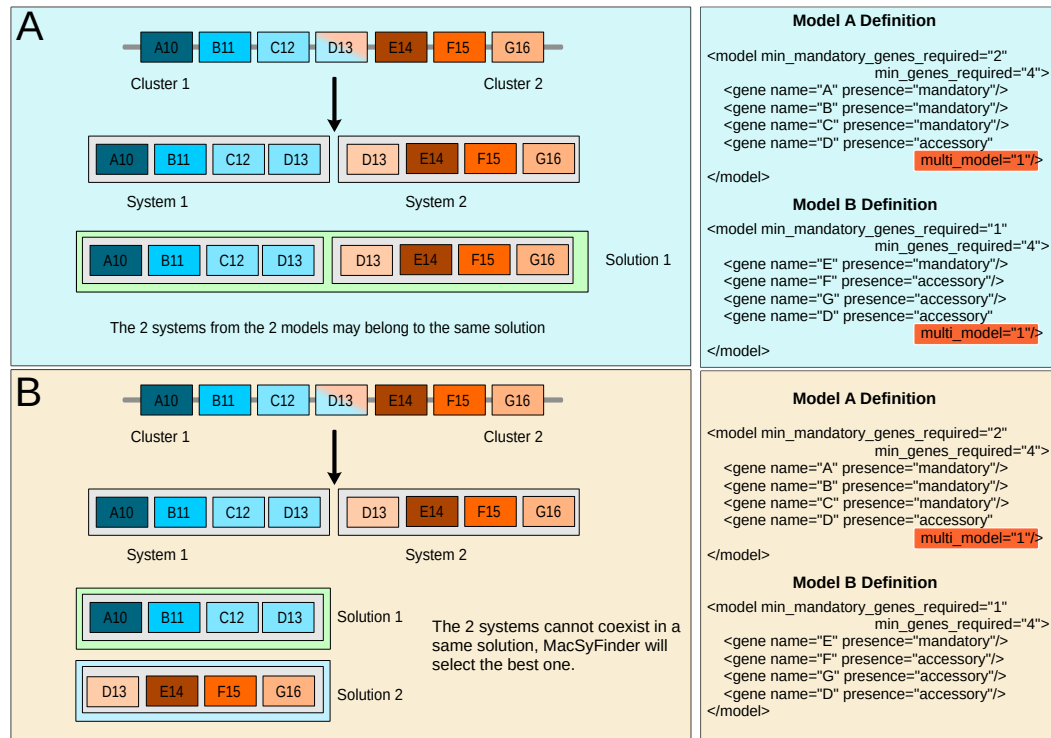 A
A10 B11 C12 D13 E14 F15 G16
Cluster 1 Cluster 2
A10 B11 C12 D13 D13 E14 F15 G16
System 1 System 2
A10 B11 C12 D13 D13 E14 F15 G16 Solution 1
The 2 systems from the 2 models may belong to the same solution
Model A Definition
<model min_mandatory_genes_required="2"
min_genes_required="4">
<gene name="A" presence="mandatory"/>
<gene name="B" presence="mandatory"/>
<gene name="C" presence="mandatory"/>
<gene name="D" presence="accessory"
multi_model="1"/>
</model>
Model B Definition
<model min_mandatory_genes_required="1"
min_genes_required="4">
<gene name="E" presence="mandatory"/>
<gene name="F" presence="accessory"/>
<gene name="G" presence="accessory"/>
<gene name="D" presence="accessory"
multi_model="1"/>
</model>
B
A10 B11 C12 D13 E14 F15 G16
Cluster 1 Cluster 2
A10 B11 C12 D13 D13 E14 F15 G16
System 1 System 2
A10 B11 C12 D13 Solution 1
D13 E14 F15 G16 Solution 2
The 2 systems cannot coexist in a
same solution, MacSyFinder will
select the best one.
Model A Definition
<model min_mandatory_genes_required="2"
min_genes_required="4">
<gene name="A" presence="mandatory"/>
<gene name="B" presence="mandatory"/>
<gene name="C" presence="mandatory"/>
<gene name="D" presence="accessory"
multi_model="1"/>
</model>
Model B Definition
<model min_mandatory_genes_required="1"
min_genes_required="4">
<gene name="E" presence="mandatory"/>
<gene name="F" presence="accessory"/>
<gene name="G" presence="accessory"/>
<gene name="D" presence="accessory"/>
</model>